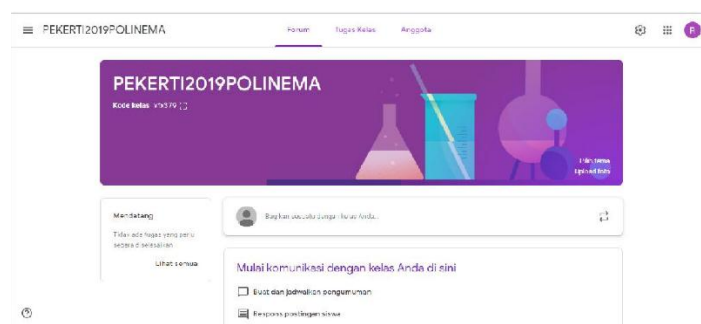 PEKERTI2019POLINEMA
Forum
Tugas Kelas
Anggota
R
PEKERTI2019POLINEMA
Kode kelas
Pilih tema
Upload foto
Mendatang
Tidak ada tugas yang perlu
segera diselesaikan
Lihat semua
Bagikan sesuatu dengan kelas Anda...
Mulai komunikasi dengan kelas Anda di sini
Buat dan jadwalkan pengumuman
Respons postingan siswa